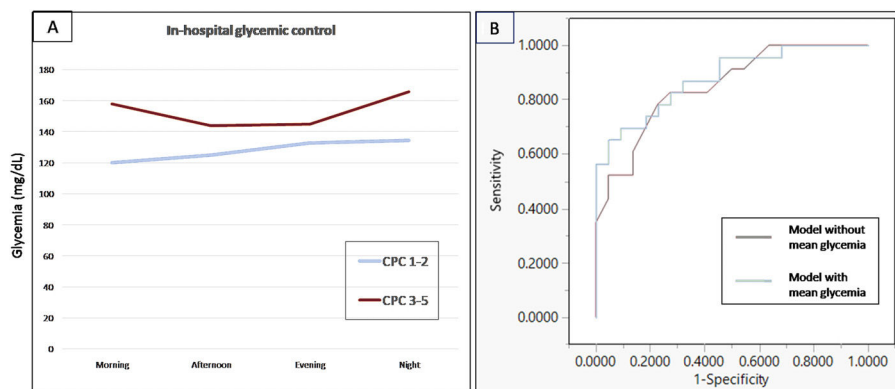 A
In-hospital glycemic control
Glycemia (mg/dL)
180
160
140
120
100
80
60
40
20
0
Morning Afternoon Evening Night
CPC 1-2
CPC 3-5
B
Sensitivity
1.0000
0.8000
0.6000
0.4000
0.2000
0.0000
0.0000 0.2000 0.4000 0.6000 0.8000 1.0000
1-Specificity
Model without
mean glycemia
Model with
mean glycemia